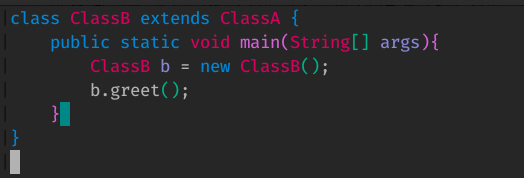 class ClassB extends ClassA {
    public static void main(String[] args){
        ClassB b = new ClassB();
        b.greet();
    }
}